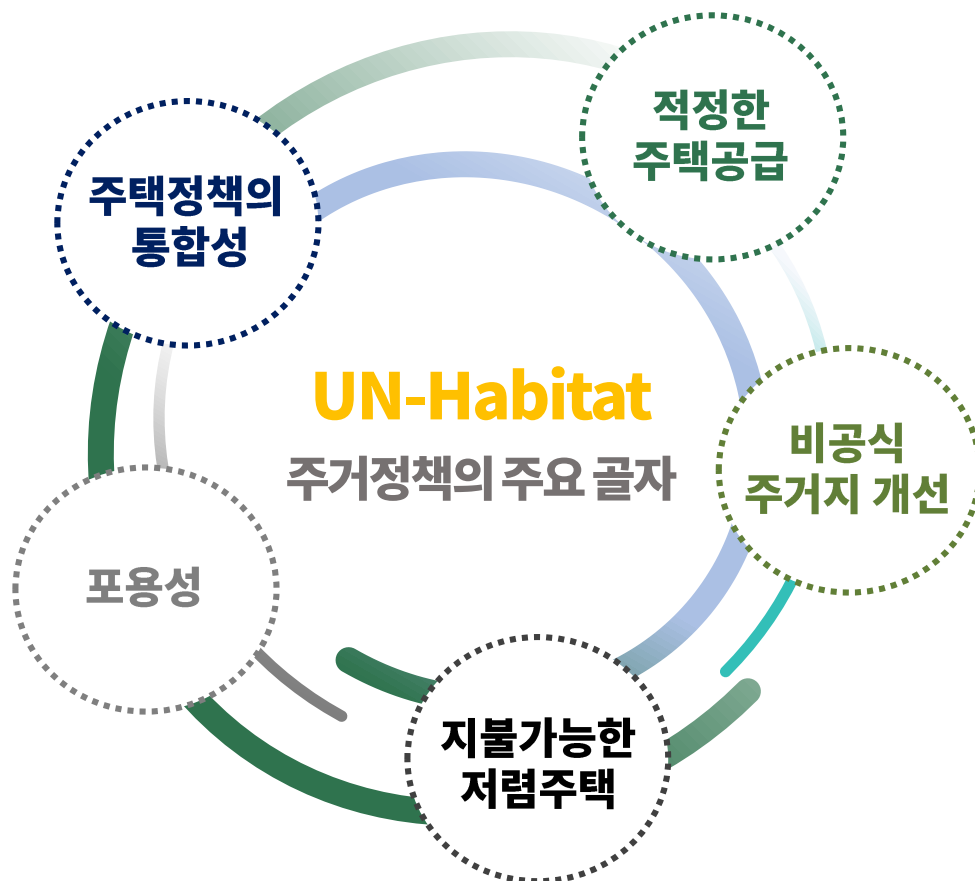 UN-Habitat
주거정책의 주요 골자
주택정책의
통합성
적정한
주택공급
비공식
주거지 개선
지불가능한
저렴주택
포용성